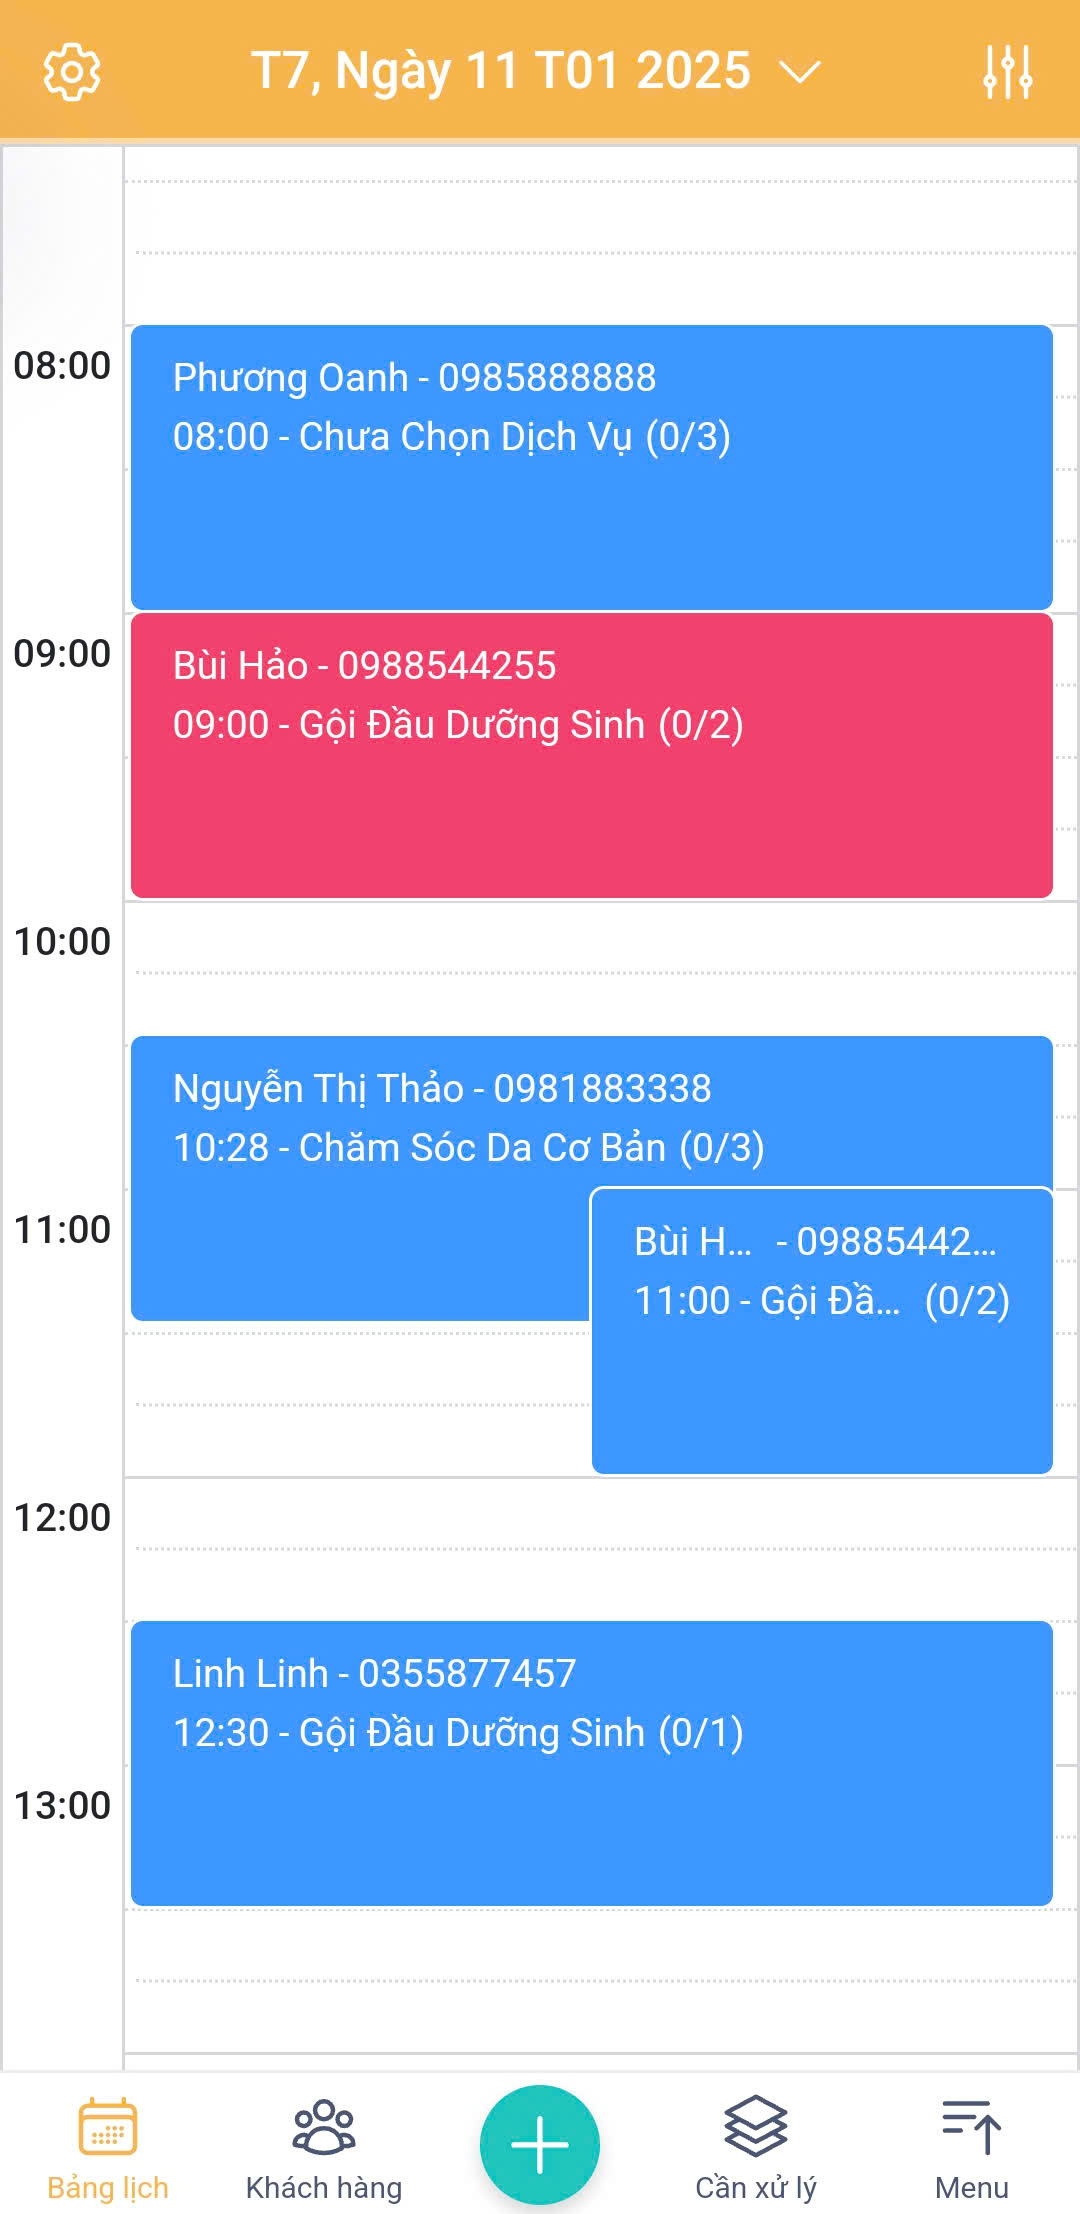 T7, Ngày 11 T01 2025
08:00
Phương Oanh - 0985888888
08:00 - Chưa Chọn Dịch Vụ (0/3)
09:00
Bùi Hảo - 0988544255
09:00 - Gội Đầu Dưỡng Sinh (0/2)
10:00
Nguyễn Thị Thảo - 0981883338
10:28 - Chăm Sóc Da Cơ Bản (0/3)
11:00
Bùi H... - 09885442...
11:00 - Gội Đầ... (0/2)
12:00
Linh Linh - 0355877457
12:30 - Gội Đầu Dưỡng Sinh (0/1)
13:00
Bảng lịch
Khách hàng
Cần xử lý
Menu